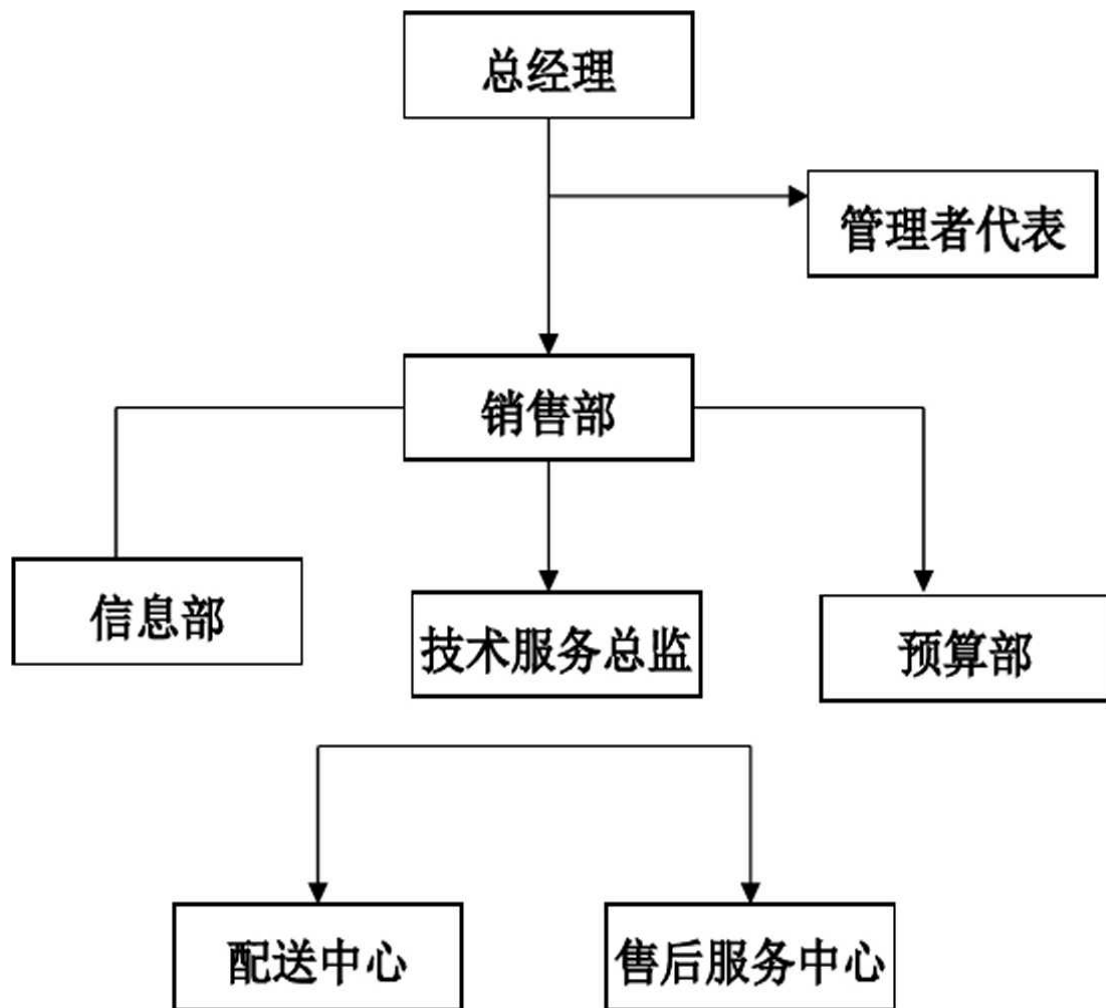 总经理
管理者代表
销售部
信息部
技术服务总监
预算部
配送中心
售后服务中心